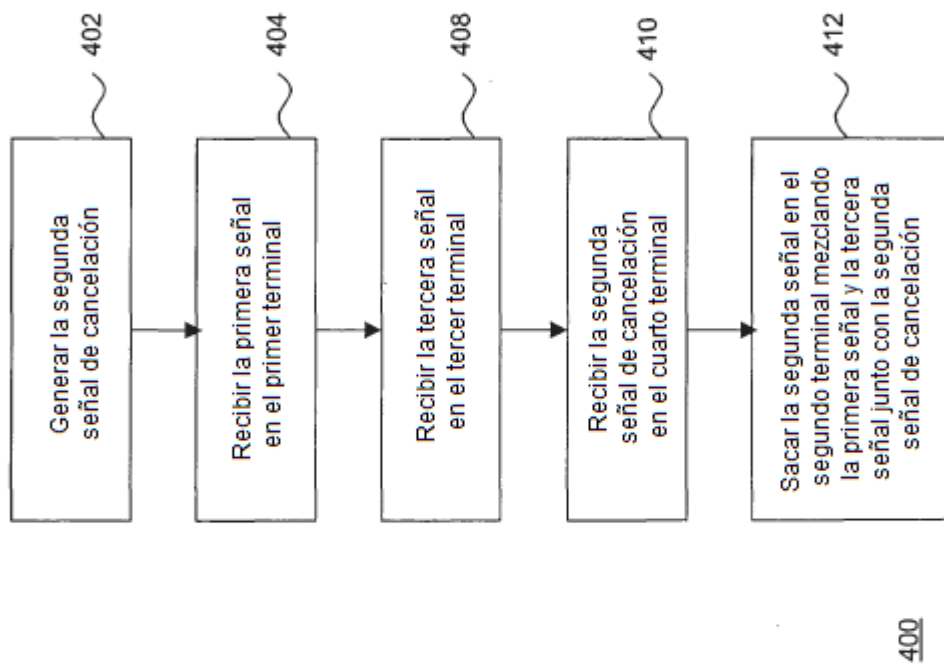 402
Generar la segunda
señal de cancelación
404
Recibir la primera señal
en el primer terminal
408
Recibir la tercera señal
en el tercer terminal
410
Recibir la segunda
señal de cancelación
en el cuarto terminal
412
Sacar la segunda señal en el
segundo terminal mezclando
la primera señal y la tercera
señal junto con la segunda
señal de cancelación
400